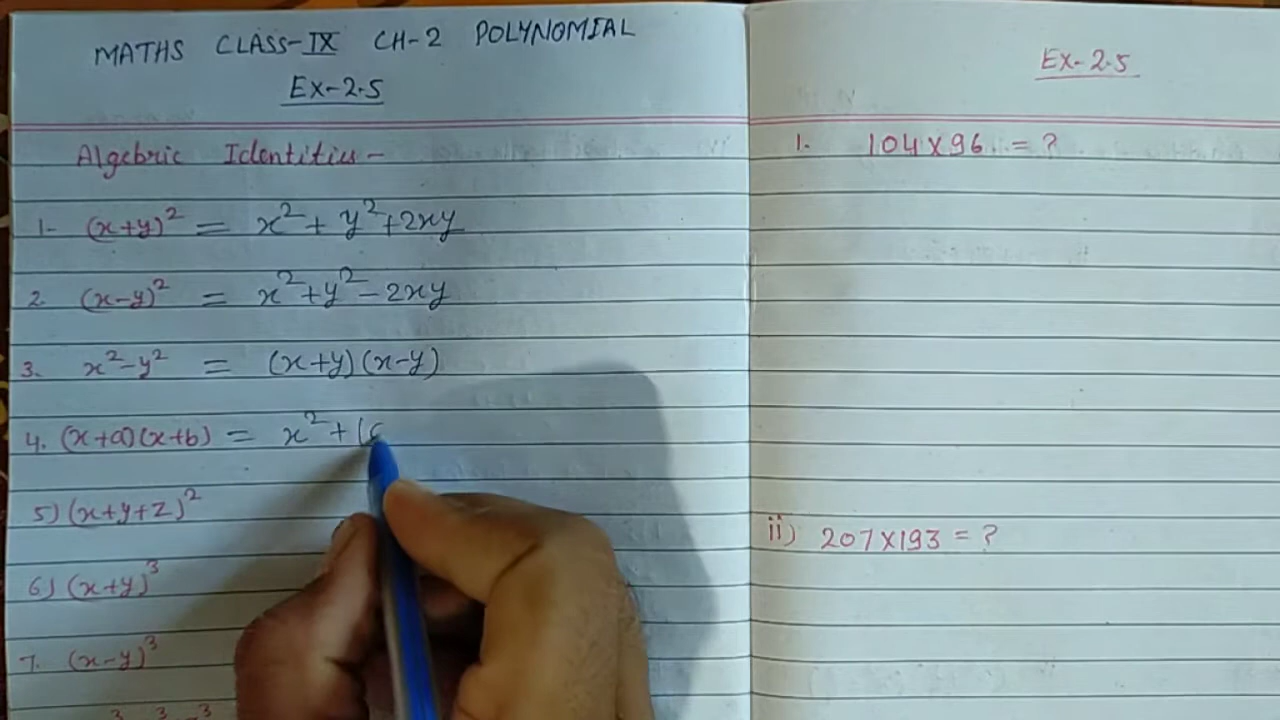 MATHS CLASS-IX CH-2 POLYNOMIAL
Ex-2.5
Algebric Identities-
1- (x+y)² = x² + y² + 2xy
2. (x-y)² = x² + y² - 2xy
3. x² - y² = (x+y)(x-y)
4. (x+a)(x+b) = x² + (
5) (x+y+z)²
6) (x+y)³
7. (x-y)³
Ex-2.5
1. 104×96 = ?
ii) 207×193 = ?